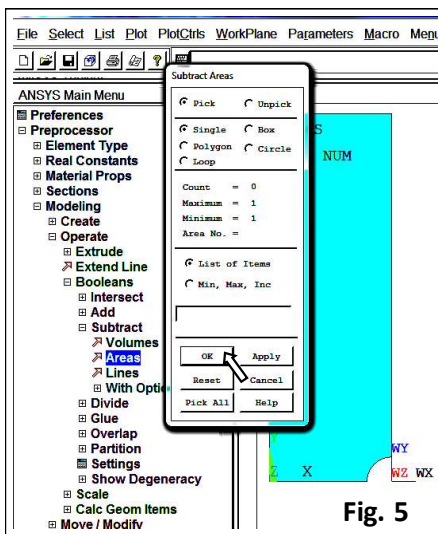 File Select List Plot PlotCtrls WorkPlane Parameters Macro
ANSYS Main Menu
Preferences
Preprocessor
Element Type
Real Constants
Material Props
Sections
Modeling
Create
Operate
Extrude
Extend Line
Booleans
Intersect
Add
Subtract
Volumes
Areas
Lines
With
Divide
Glue
Overlap
Partition
Settings
Show Degeneracy
Scale
Calc Geom Items
Move / Modify
Subtract Areas
Pick Unpick
Single Box
Polygon Circle
Loop
Count = 0
Maximum = 1
Minimum = 1
Area No. =
List of Items
Min, Max, Inc
OK Apply
Reset Cancel
Pick All Help
S
NUM
Y
Z X
WY
WZ WX
Fig. 5